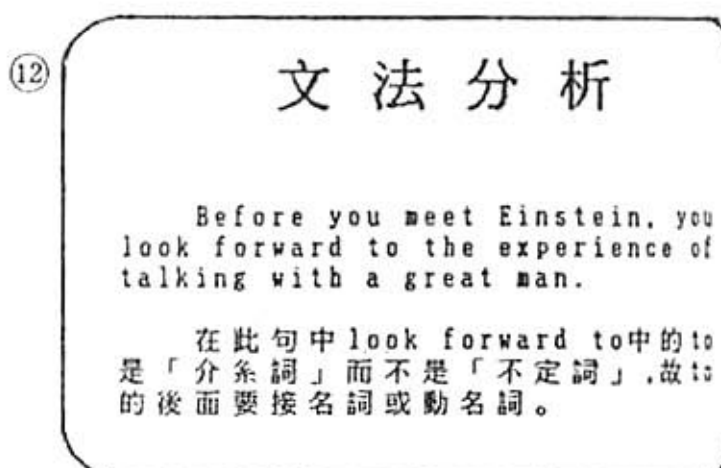 ⑫
文法分析
Before you meet Einstein, you
look forward to the experience of
talking with a great man.
在此句中look forward to中的to
是「介系詞」而不是「不定詞」,故to
的後面要接名詞或動名詞。